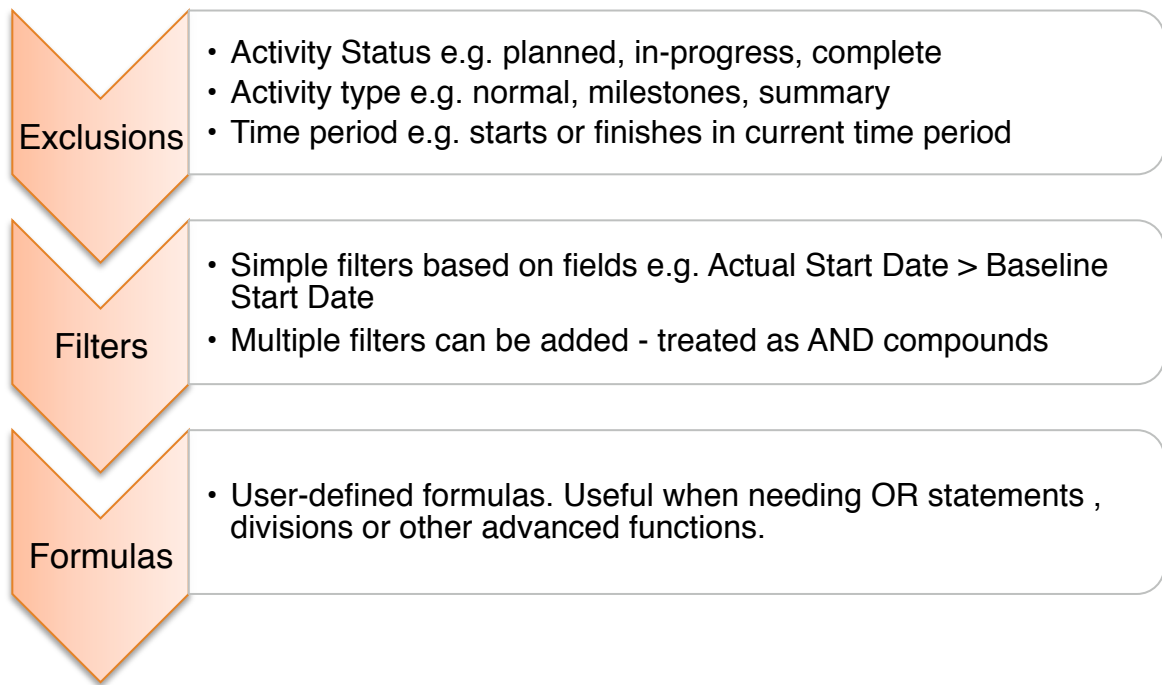 Exclusions
• Activity Status e.g. planned, in-progress, complete
• Activity type e.g. normal, milestones, summary
• Time period e.g. starts or finishes in current time period
Filters
• Simple filters based on fields e.g. Actual Start Date > Baseline
Start Date
• Multiple filters can be added - treated as AND compounds
Formulas
• User-defined formulas. Useful when needing OR statements ,
divisions or other advanced functions.